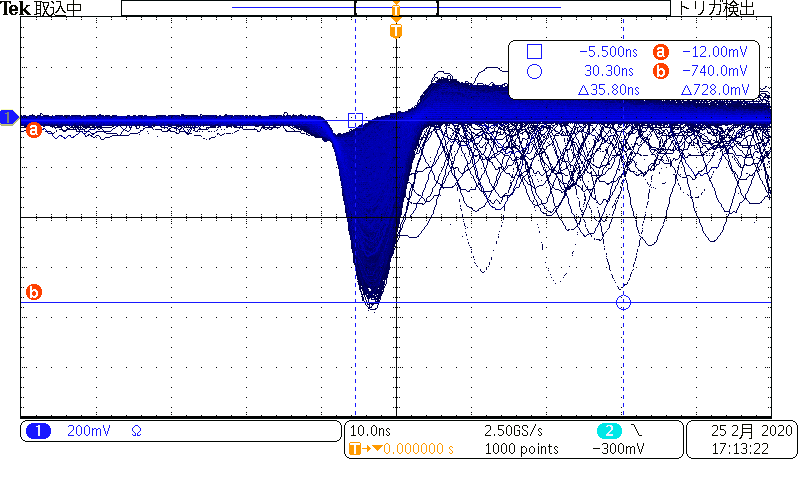 Tek 取込中 トリガ検出
T
T
−5.500ns a −12.00mV
30.30ns b −740.0mV
Δ35.80ns Δ728.0mV
1
a
b
1 200mV Ω 10.0ns 2.50GS/s 2 25 2月 2020
T→▼0.000000 s 1000 points −300mV 17:13:22